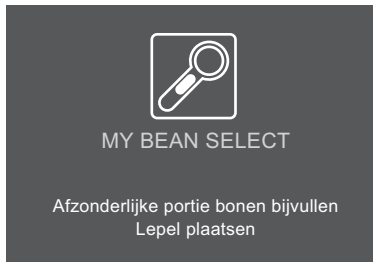 MY BEAN SELECT
Afzonderlijke portie bonen bijvullen
Lepel plaatsen